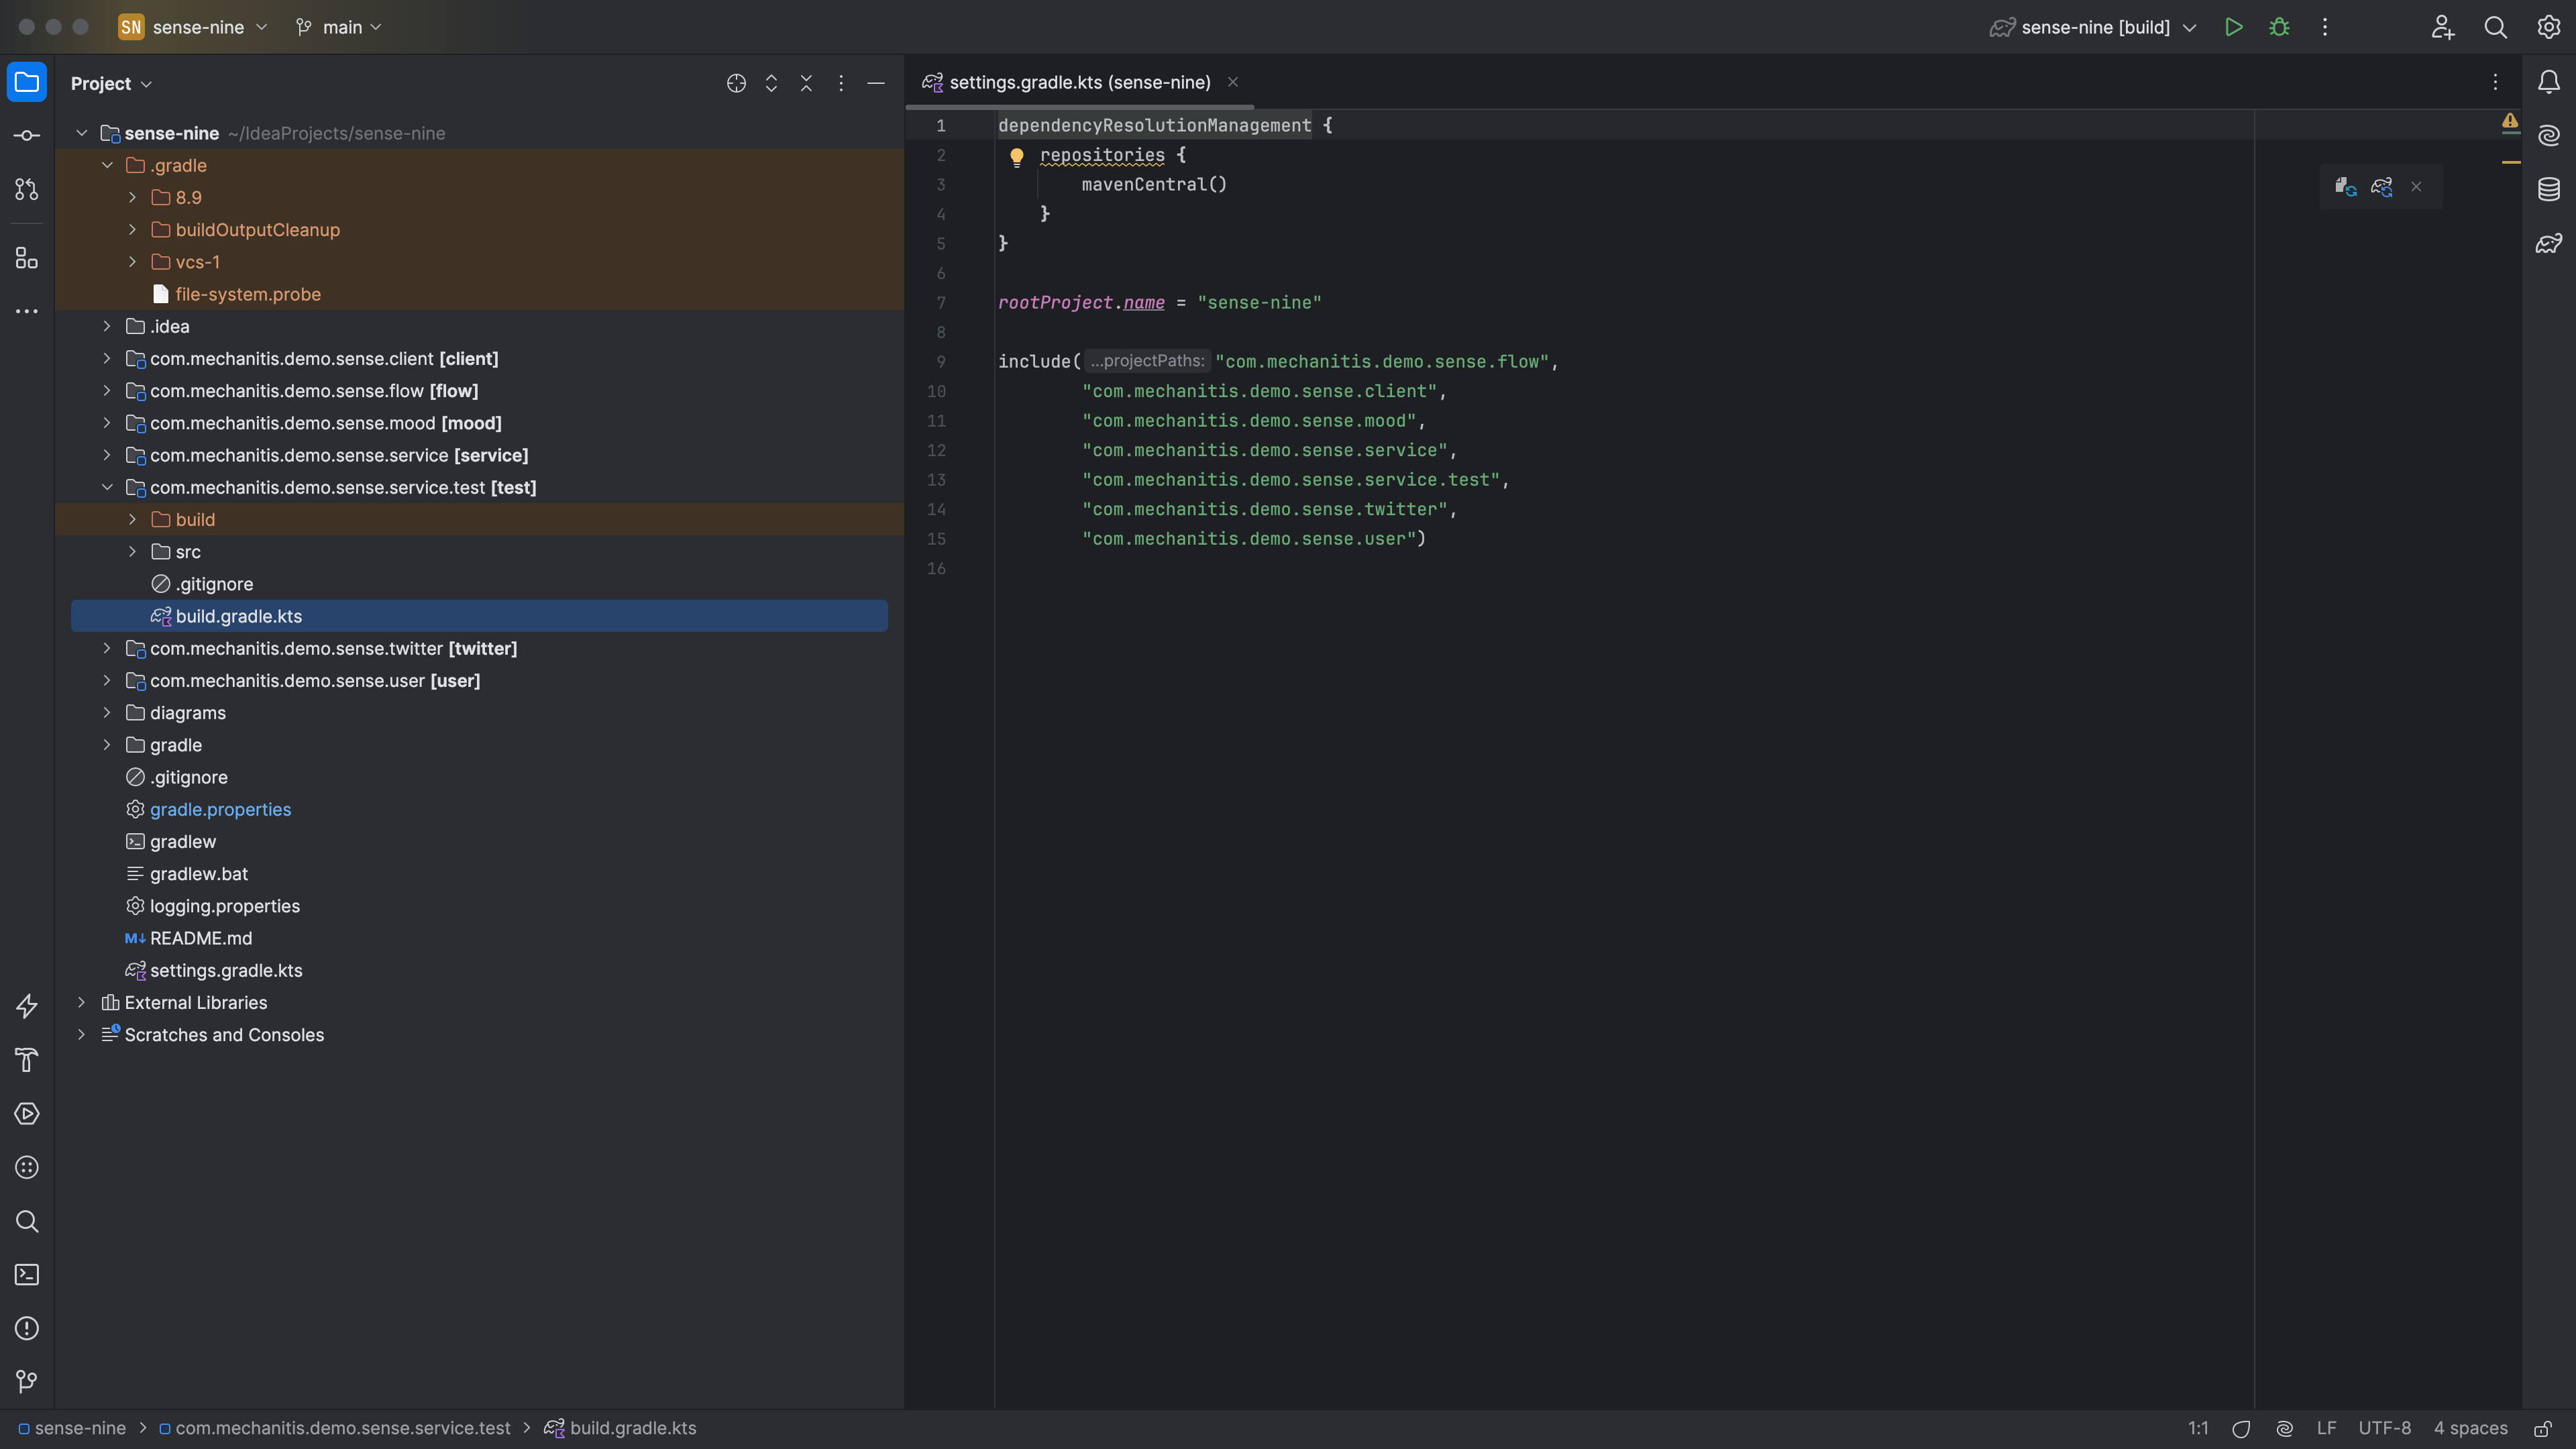 SN sense-nine main sense-nine [build]
Project
sense-nine ~/IdeaProjects/sense-nine
.gradle
8.9
buildOutputCleanup
vcs-1
file-system.probe
.idea
com.mechanitis.demo.sense.client [client]
com.mechanitis.demo.sense.flow [flow]
com.mechanitis.demo.sense.mood [mood]
com.mechanitis.demo.sense.service [service]
com.mechanitis.demo.sense.service.test [test]
build
src
.gitignore
build.gradle.kts
com.mechanitis.demo.sense.twitter [twitter]
com.mechanitis.demo.sense.user [user]
diagrams
gradle
.gitignore
gradle.properties
gradlew
gradlew.bat
logging.properties
M↓ README.md
settings.gradle.kts
External Libraries
Scratches and Consoles
settings.gradle.kts (sense-nine)
1 dependencyResolutionManagement {
2 repositories {
3 mavenCentral()
4 }
5 }
6
7 rootProject.name = "sense-nine"
8
9 include( ...projectPaths: "com.mechanitis.demo.sense.flow",
10 "com.mechanitis.demo.sense.client",
11 "com.mechanitis.demo.sense.mood",
12 "com.mechanitis.demo.sense.service",
13 "com.mechanitis.demo.sense.service.test",
14 "com.mechanitis.demo.sense.twitter",
15 "com.mechanitis.demo.sense.user")
16
sense-nine > com.mechanitis.demo.sense.service.test > build.gradle.kts 1:1 LF UTF-8 4 spaces